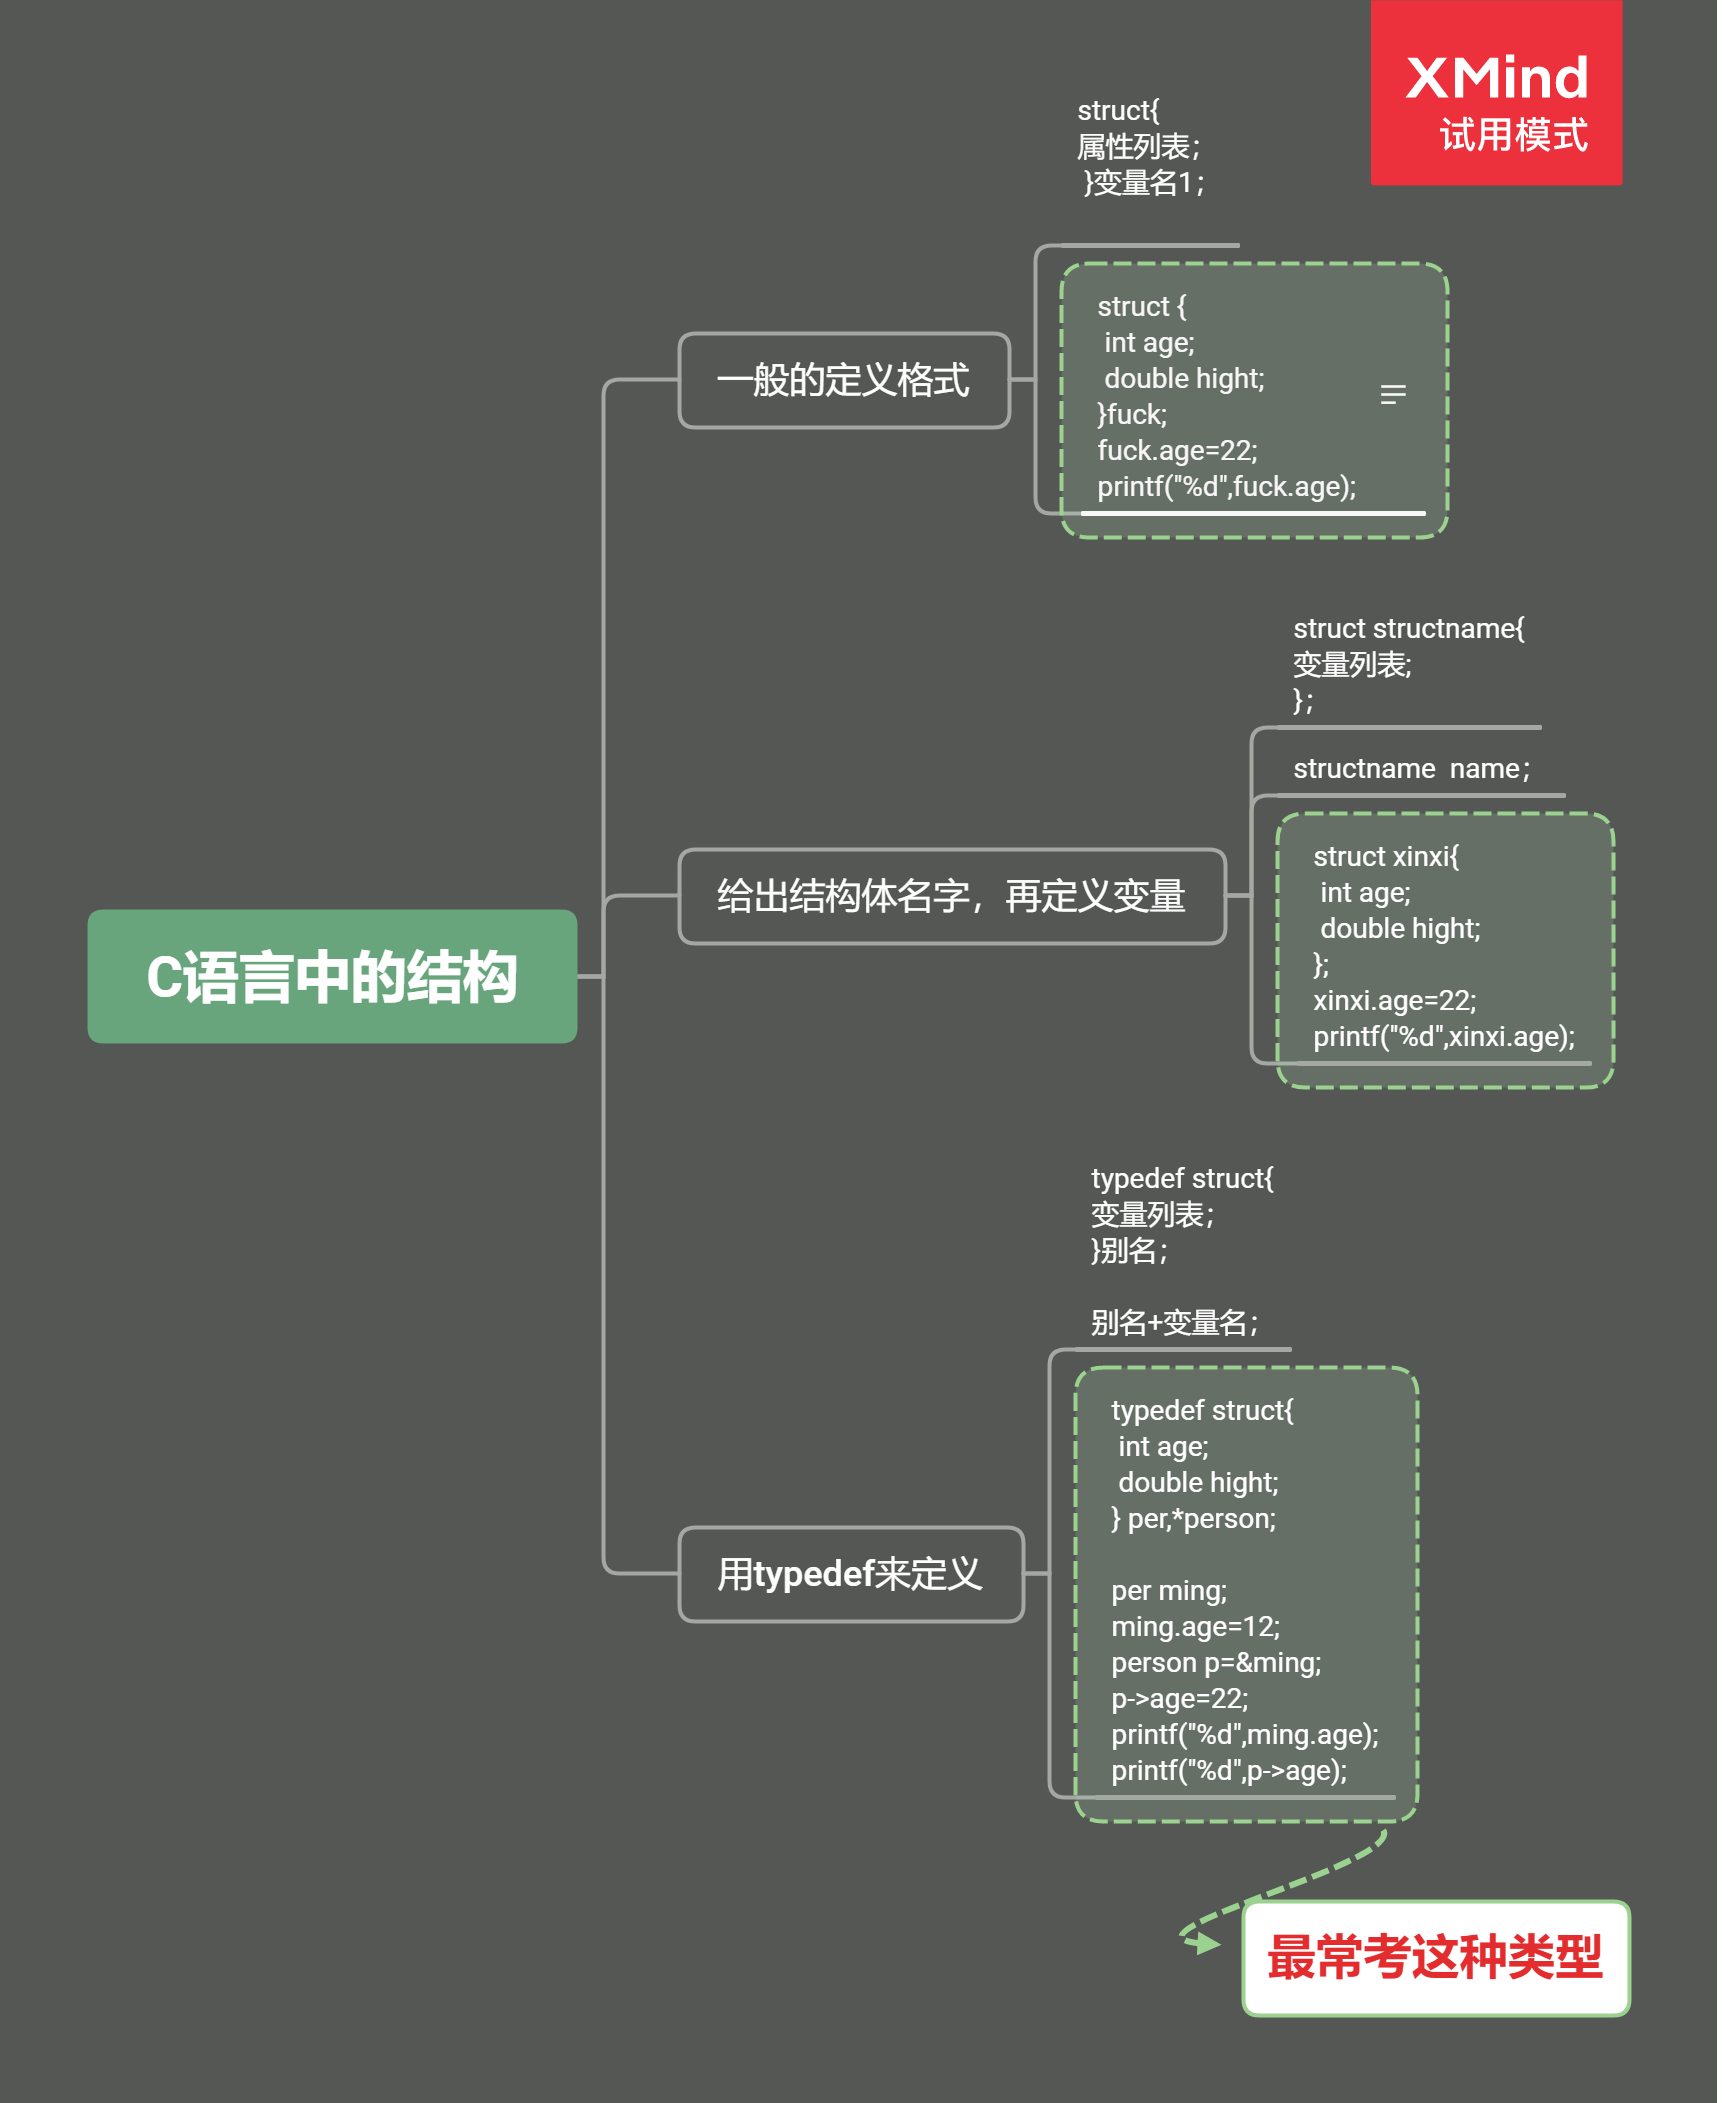 XMind
试用模式
struct{
属性列表；
}变量名1；
struct {
int age;
double hight;
}fuck;
fuck.age=22;
printf("%d",fuck.age);
一般的定义格式
struct structname{
变量列表;
}；
structname  name；
struct xinxi{
int age;
double hight;
};
xinxi.age=22;
printf("%d",xinxi.age);
给出结构体名字，再定义变量
C语言中的结构
typedef struct{
变量列表；
}别名；
别名+变量名；
typedef struct{
int age;
double hight;
} per,*person;
per ming;
ming.age=12;
person p=&ming;
p->age=22;
printf("%d",ming.age);
printf("%d",p->age);
用typedef来定义
最常考这种类型